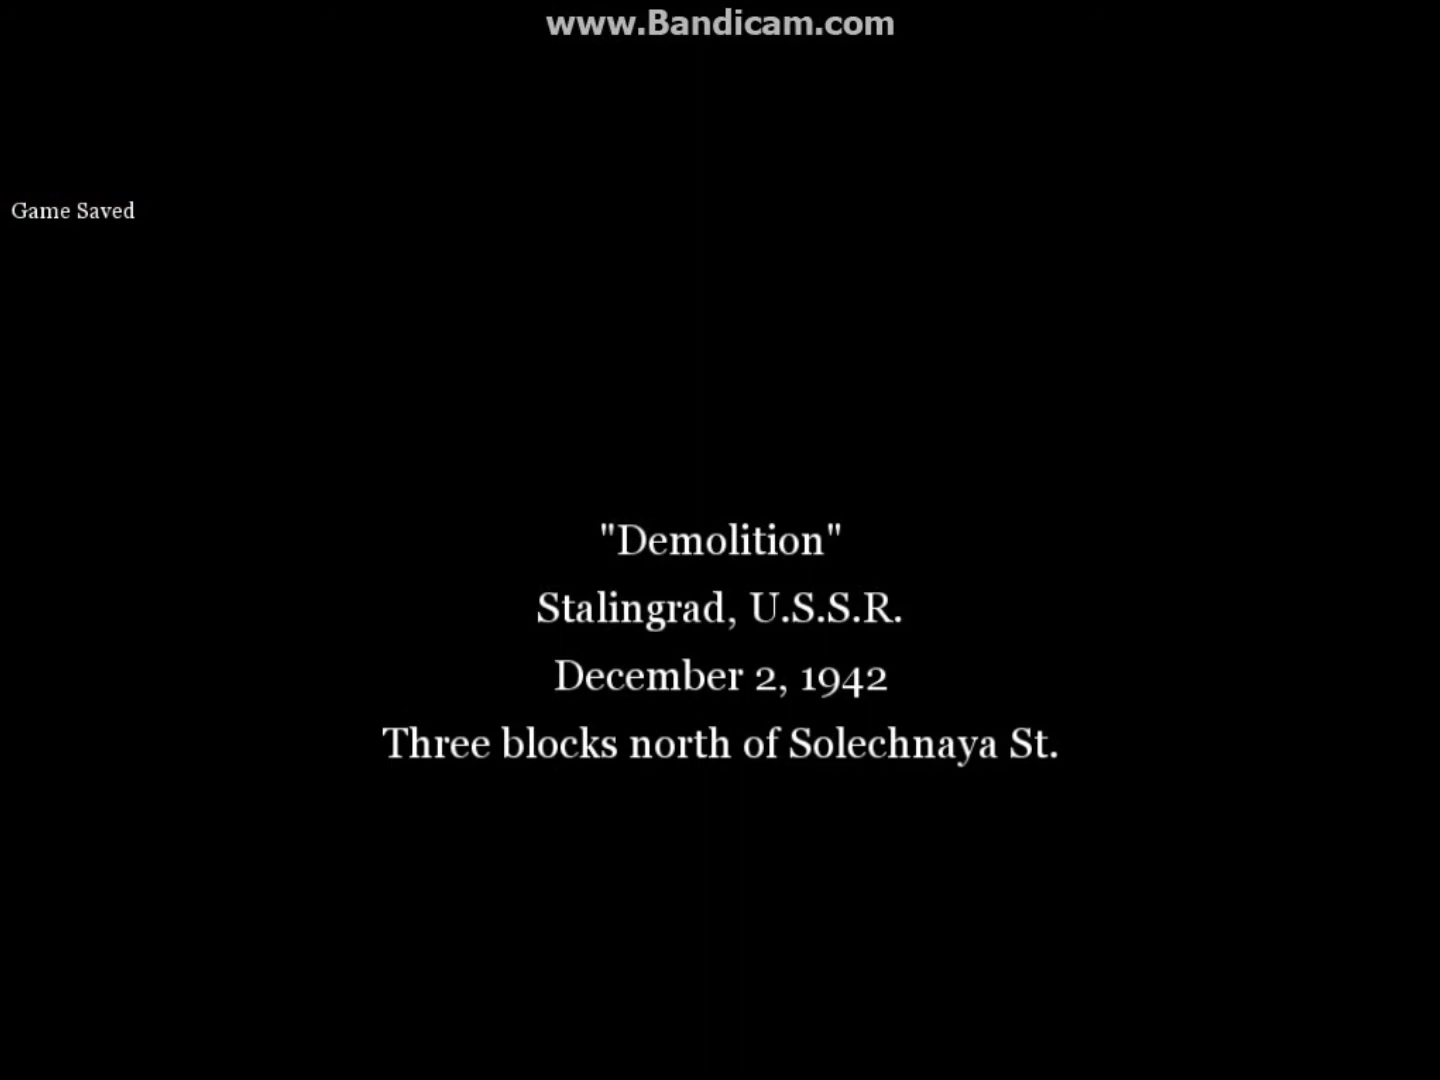 www.Bandicam.com
Game Saved
"Demolition"
Stalingrad, U.S.S.R.
December 2, 1942
Three blocks north of Solechnaya St.